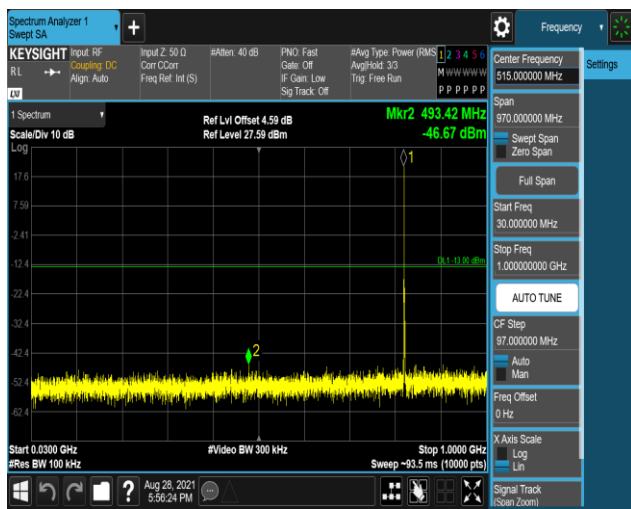 Spectrum Analyzer 1
Swept SA
Frequency
KEYSIGHT
RL
LXI
Input: RF
Coupling: DC
Align: Auto
Input Z: 50 Ω
Corr CCorr
Freq Ref: Int (S)
#Atten: 40 dB
PNO: Fast
Gate: Off
IF Gain: Low
Sig Track: Off
#Avg Type: Power (RMS
Avg|Hold: 3/3
Trig: Free Run
1 2 3 4 5 6
M W W W W W
P P P P P P
Center Frequency
515.000000 MHz
Settings
1 Spectrum
Scale/Div 10 dB
Ref Lvl Offset 4.59 dB
Ref Level 27.59 dBm
Mkr2 493.42 MHz
-46.67 dBm
Span
970.000000 MHz
Swept Span
Zero Span
Full Span
Start Freq
30.000000 MHz
Stop Freq
1.000000000 GHz
AUTO TUNE
CF Step
97.000000 MHz
Auto
Man
Freq Offset
0 Hz
X Axis Scale
Log
Lin
Signal Track
(Span Zoom)
Log
1
17.6
7.59
-2.41
-12.4
DL1 -13.00 dBm
-22.4
-32.4
-42.4
2
-52.4
-62.4
Start 0.0300 GHz
#Video BW 300 kHz
Stop 1.0000 GHz
#Res BW 100 kHz
Sweep ~93.5 ms (10000 pts)
?
Aug 28, 2021
5:56:24 PM